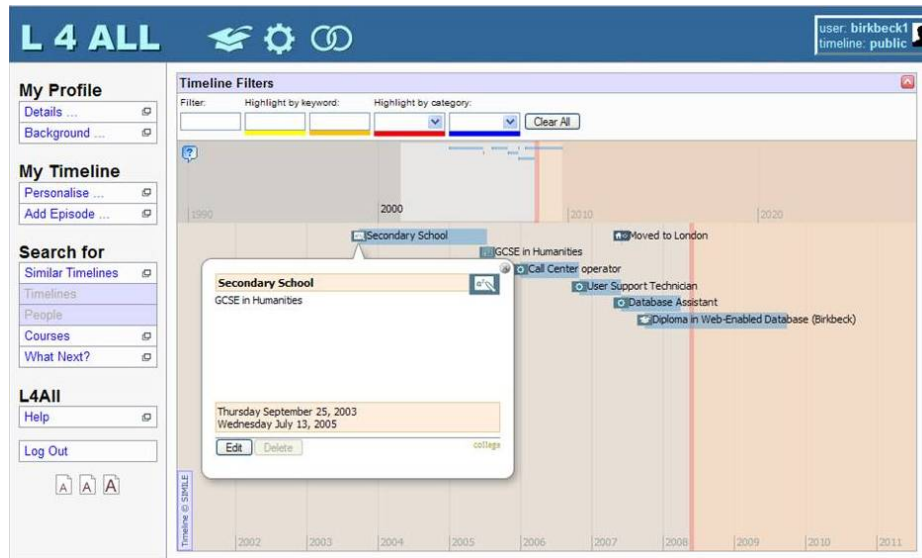 L 4 ALL
user: birkbeck1
timeline: public
My Profile
Details ...
Background ...
My Timeline
Personalise ...
Add Episode ...
Search for
Similar Timelines
Timelines
People
Courses
What Next?
L4All
Help
Log Out
A A A
Timeline Filters
Filter: Highlight by keyword: Highlight by category:
Clear All
1990 2000 2010 2020
Secondary School
Moved to London
GCSE in Humanities
Call Center operator
User Support Technician
Database Assistant
Diploma in Web-Enabled Database (Birkbeck)
Secondary School
GCSE in Humanities
Thursday September 25, 2003
Wednesday July 13, 2005
Edit Delete
college
Timeline © SIMILE
2002 2003 2004 2005 2006 2007 2008 2009 2010 2011